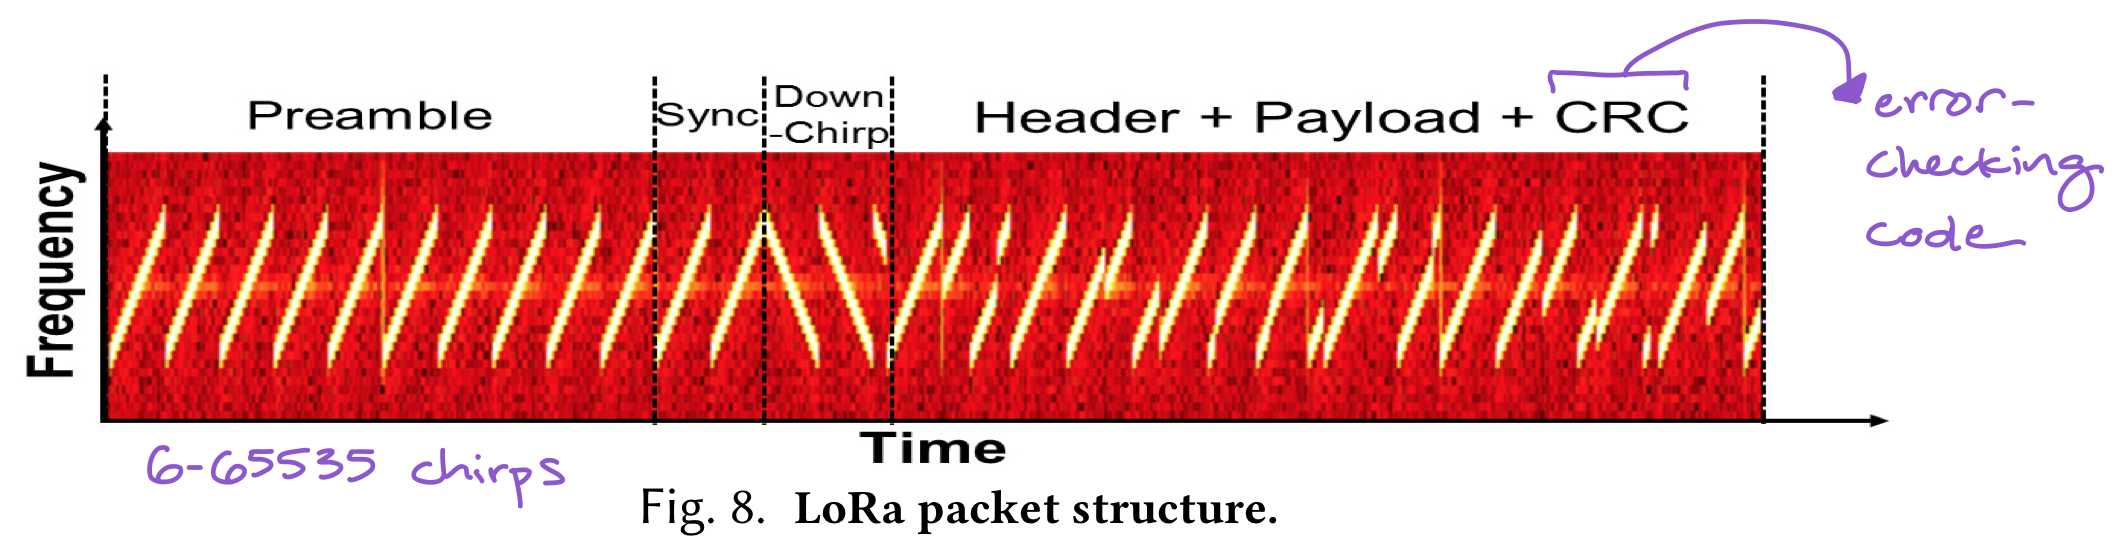 Preamble
Sync
Down
-Chirp
Header + Payload + CRC
error-
checking
code
Frequency
Time
6-65535 chirps
Fig. 8. LoRa packet structure.